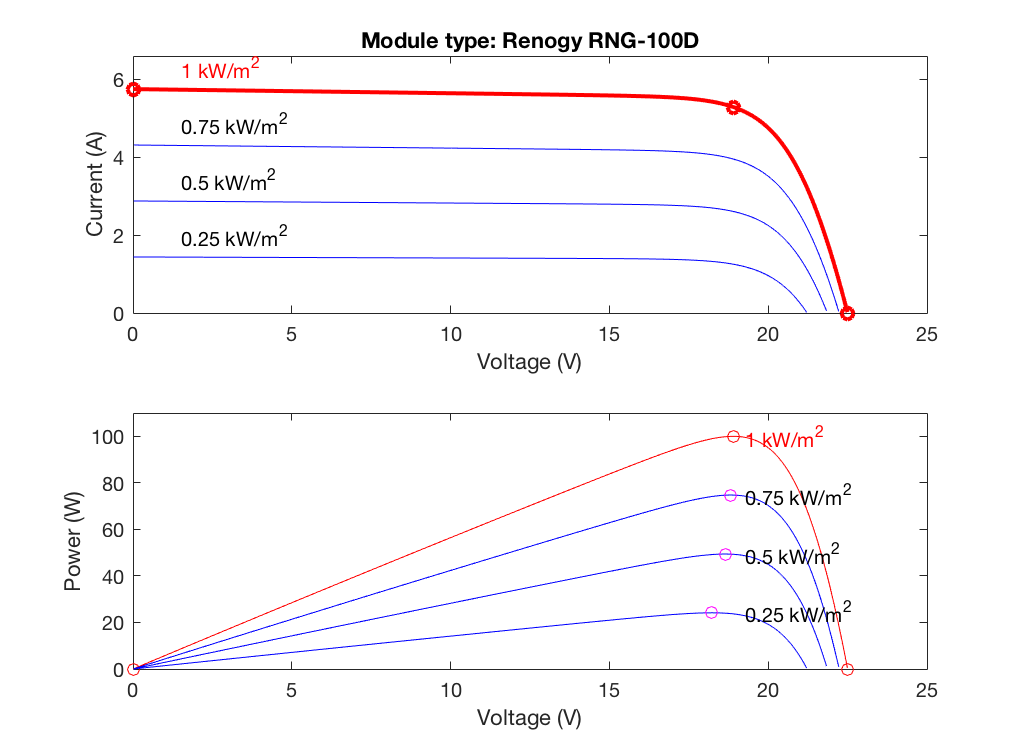 Module type: Renogy RNG-100D
Current (A)
6
4
2
0
1 kW/m²
0.75 kW/m²
0.5 kW/m²
0.25 kW/m²
0 5 10 15 20 25
Voltage (V)
Power (W)
100
80
60
40
20
0
1 kW/m²
0.75 kW/m²
0.5 kW/m²
0.25 kW/m²
0 5 10 15 20 25
Voltage (V)